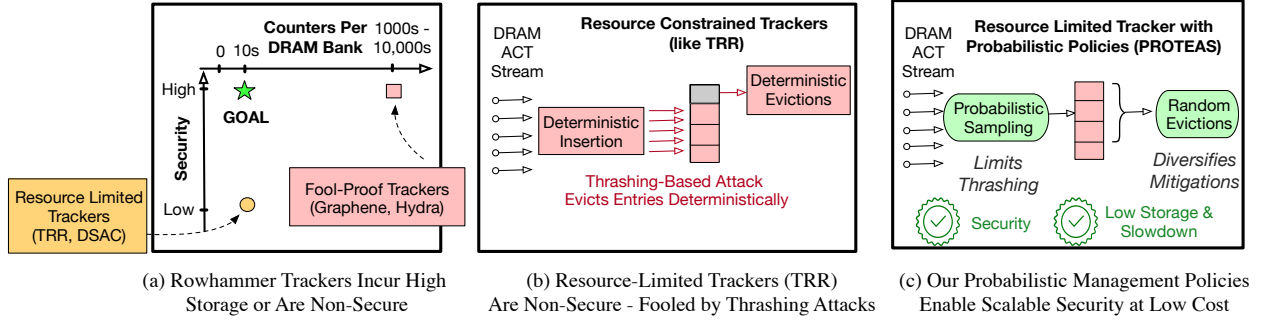 Counters Per
DRAM Bank
1000s -
10,000s
0
10s
High
GOAL
Security
Low
Fool-Proof Trackers
(Graphene, Hydra)
Resource Limited
Trackers
(TRR, DSAC)
(a) Rowhammer Trackers Incur High
Storage or Are Non-Secure
Resource Constrained Trackers
(like TRR)
DRAM
ACT
Stream
Deterministic
Insertion
Deterministic
Evictions
Thrashing-Based Attack
Evicts Entries Deterministically
(b) Resource-Limited Trackers (TRR)
Are Non-Secure - Fooled by Thrashing Attacks
Resource Limited Tracker with
Probabilistic Policies (PROTEAS)
DRAM
ACT
Stream
Probabilistic
Sampling
Random
Evictions
Limits
Thrashing
Diversifies
Mitigations
Security
Low Storage &
Slowdown
(c) Our Probabilistic Management Policies
Enable Scalable Security at Low Cost